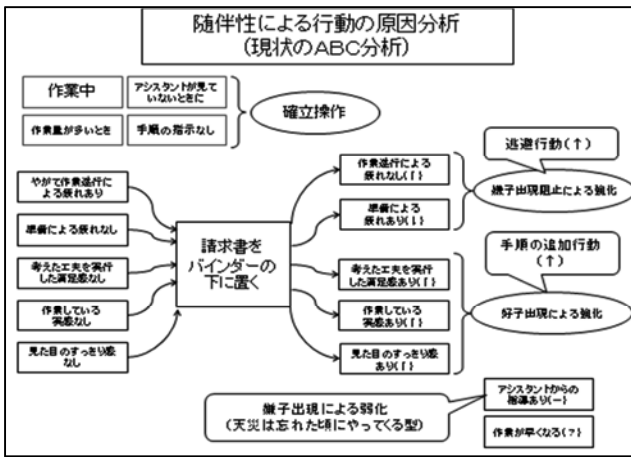 随伴性による行動の原因分析
(現状のABC分析)
作業中
アシスタントが見て
いないときに
作業量が多いとき
手順の指示なし
確立操作
やがて作業進行に
よる疲れあり
準備による疲れなし
考えた工夫を実行
した満足感なし
作業している
実感なし
見た目のすっきり感
なし
請求書を
バインダーの
下に置く
作業進行による
疲れなし(↑)
準備による
疲れあり(↓)
考えた工夫を実行
した満足感あり(↑)
作業している
実感あり(↑)
見た目のすっきり感
あり(↑)
逃避行動(↑)
嫌子出現阻止による強化
手順の追加行動
(↑)
好子出現による強化
嫌子出現による弱化
(天災は忘れた頃にやってくる型)
アシスタントからの
指導あり(ー)
作業が早くなる(?)